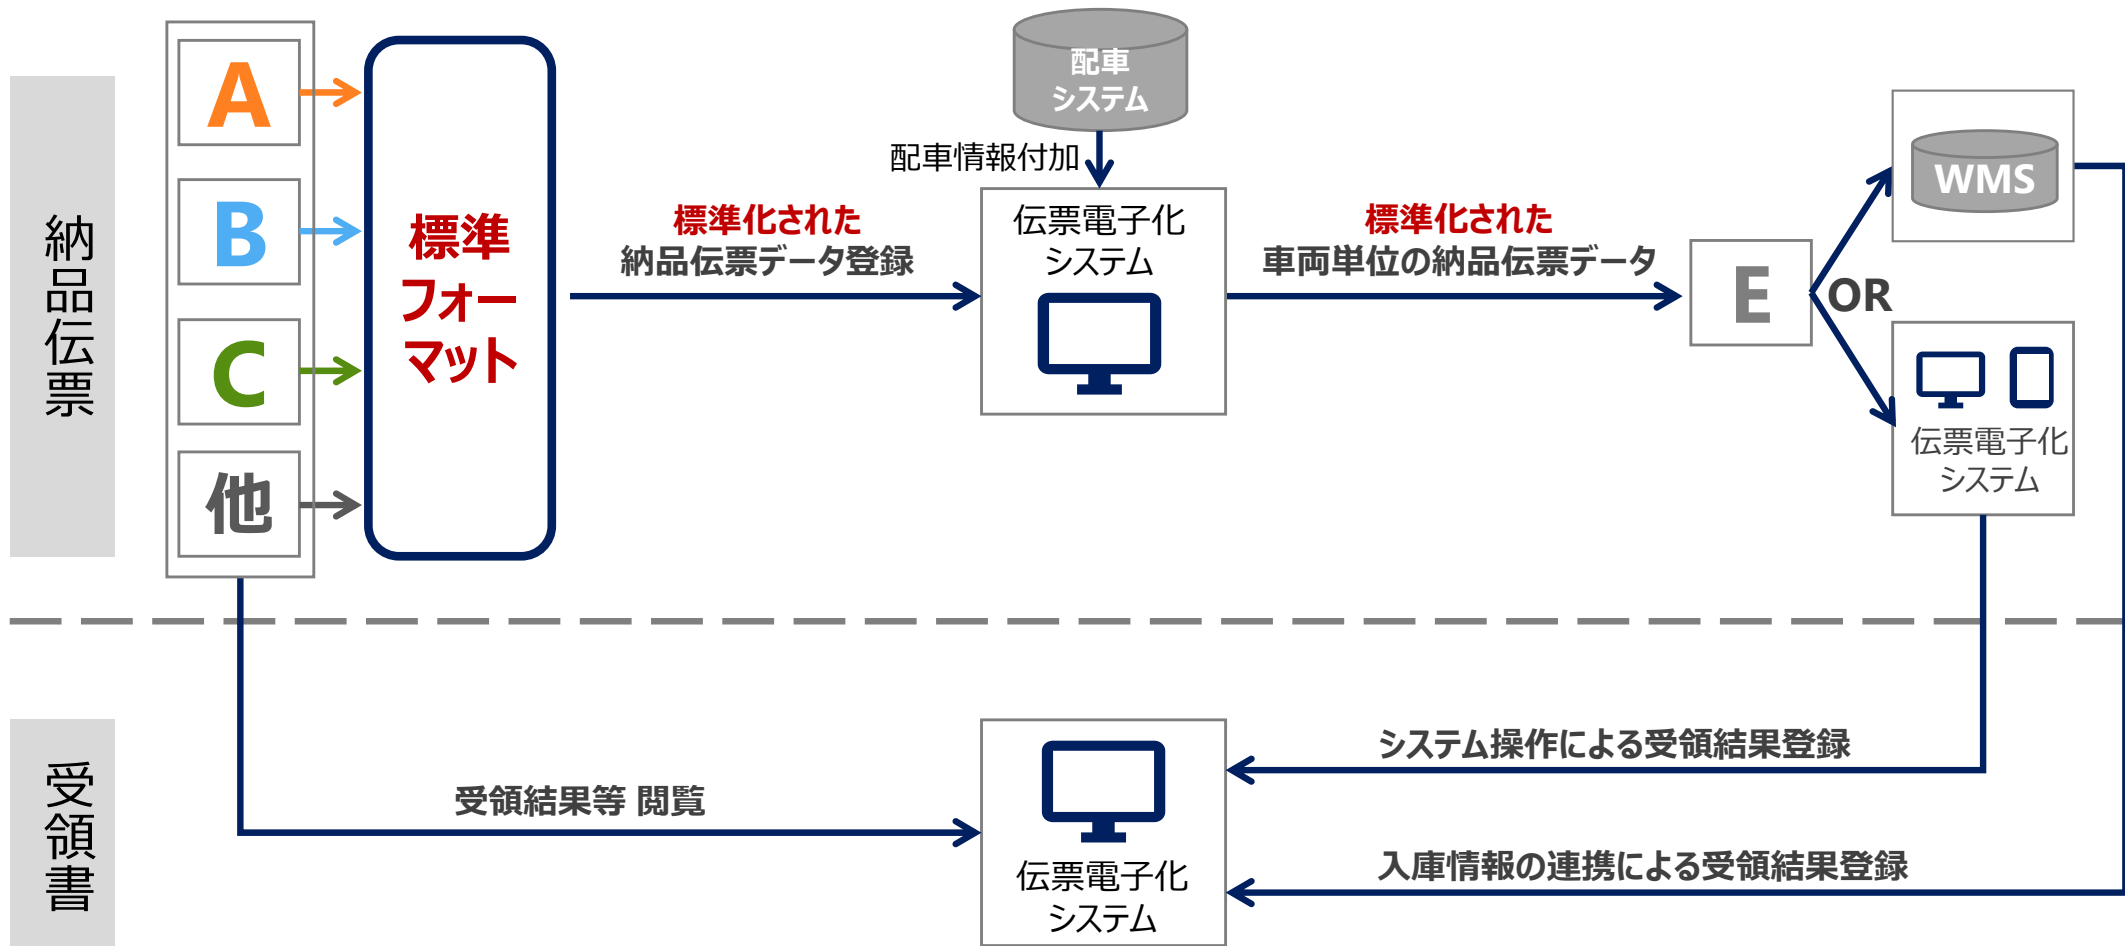 納品伝票
A
B
C
他
標準
フォー
マット
標準化された
納品伝票データ登録
配車
システム
配車情報付加
伝票電子化
システム
標準化された
車両単位の納品伝票データ
E
OR
WMS
伝票電子化
システム
受領書
受領結果等 閲覧
伝票電子化
システム
システム操作による受領結果登録
入庫情報の連携による受領結果登録